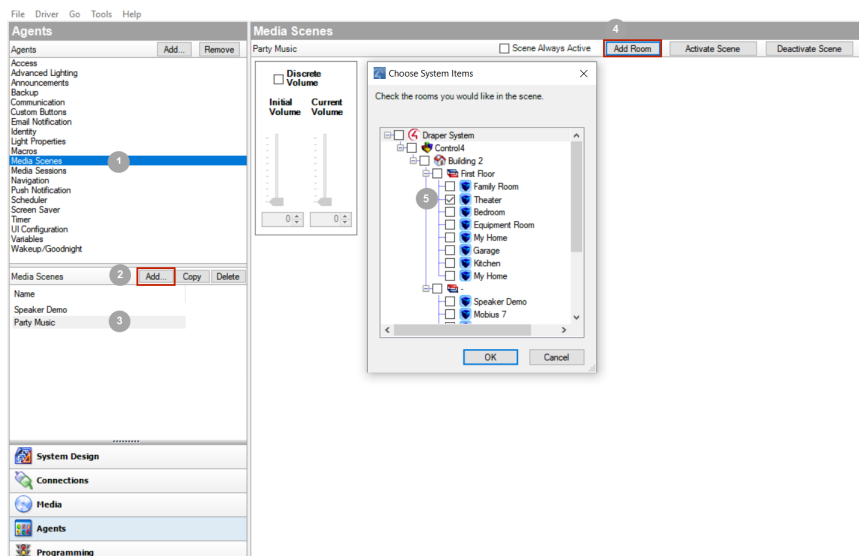 File Driver Go Tools Help
Agents
Agents Add... Remove
Access
Advanced Lighting
Announcements
Backup
Communication
Custom Buttons
Email Notification
Identity
Light Properties
Macros
Media Scenes 1
Media Sessions
Navigation
Push Notification
Scheduler
Screen Saver
Timer
UI Configuration
Variables
Wakeup/Goodnight
Media Scenes 2 Add... Copy Delete
Name
Speaker Demo
Party Music 3
System Design
Connections
Media
Agents
Programming
Media Scenes
4
Party Music Scene Always Active Add Room Activate Scene Deactivate Scene
Discrete
Volume
Initial Current
Volume Volume
0 0
Choose System Items
Check the rooms you would like in the scene.
Draper System
Control4
Building 2
First Floor
Family Room
5 Theater
Bedroom
Equipment Room
My Home
Garage
Kitchen
My Home
-
Speaker Demo
Mobius 7
OK Cancel